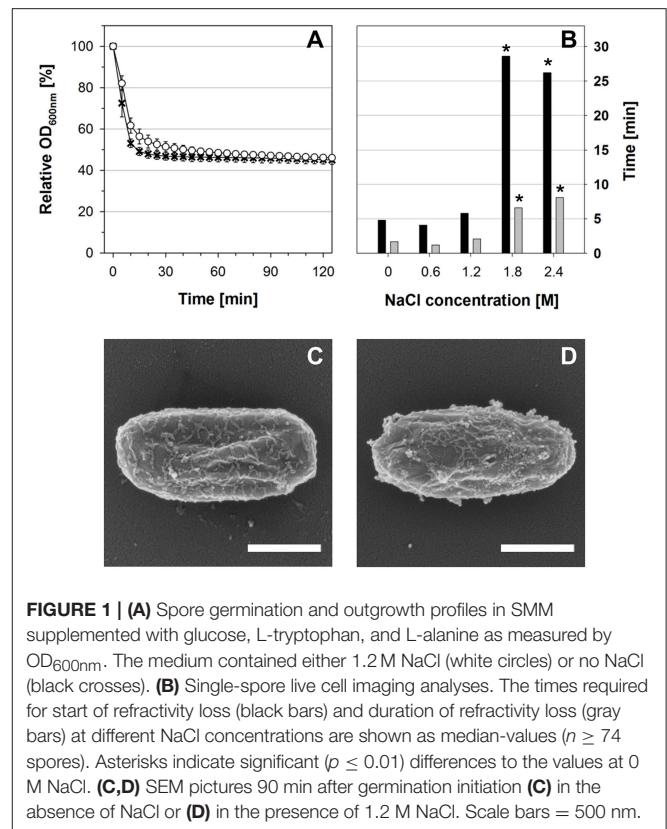 A
B
100
80
60
40
20
0
Relative OD600nm [%]
0 30 60 90 120
Time [min]
* *
* *
30
25
20
15
10
5
0
Time [min]
0 0.6 1.2 1.8 2.4
NaCl concentration [M]
C
D
FIGURE 1 | (A) Spore germination and outgrowth profiles in SMM
supplemented with glucose, L-tryptophan, and L-alanine as measured by
OD600nm. The medium contained either 1.2 M NaCl (white circles) or no NaCl
(black crosses). (B) Single-spore live cell imaging analyses. The times required
for start of refractivity loss (black bars) and duration of refractivity loss (gray
bars) at different NaCl concentrations are shown as median-values (n ≥ 74
spores). Asterisks indicate significant (p ≤ 0.01) differences to the values at 0
M NaCl. (C,D) SEM pictures 90 min after germination initiation (C) in the
absence of NaCl or (D) in the presence of 1.2 M NaCl. Scale bars = 500 nm.